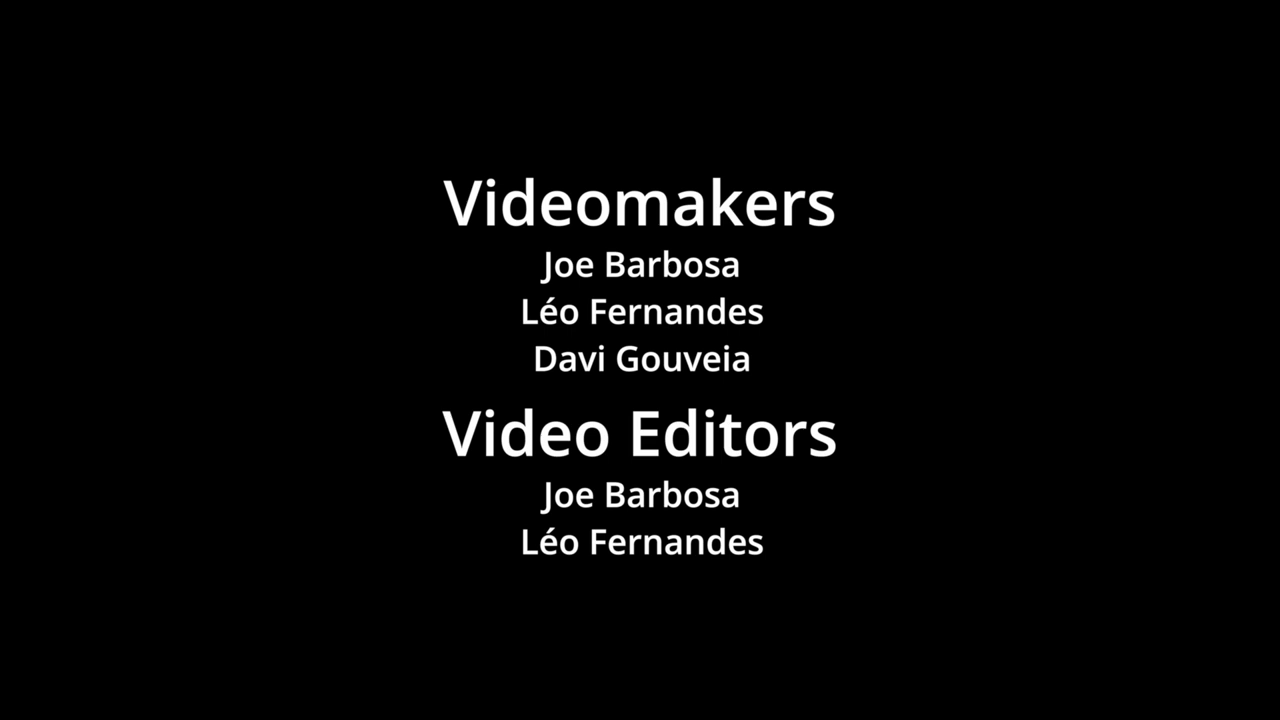 Videomakers
Joe Barbosa
Léo Fernandes
Davi Gouveia
Video Editors
Joe Barbosa
Léo Fernandes